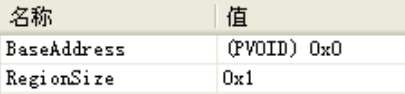 名称 值
BaseAddress (PVOID) 0x0
RegionSize 0x1